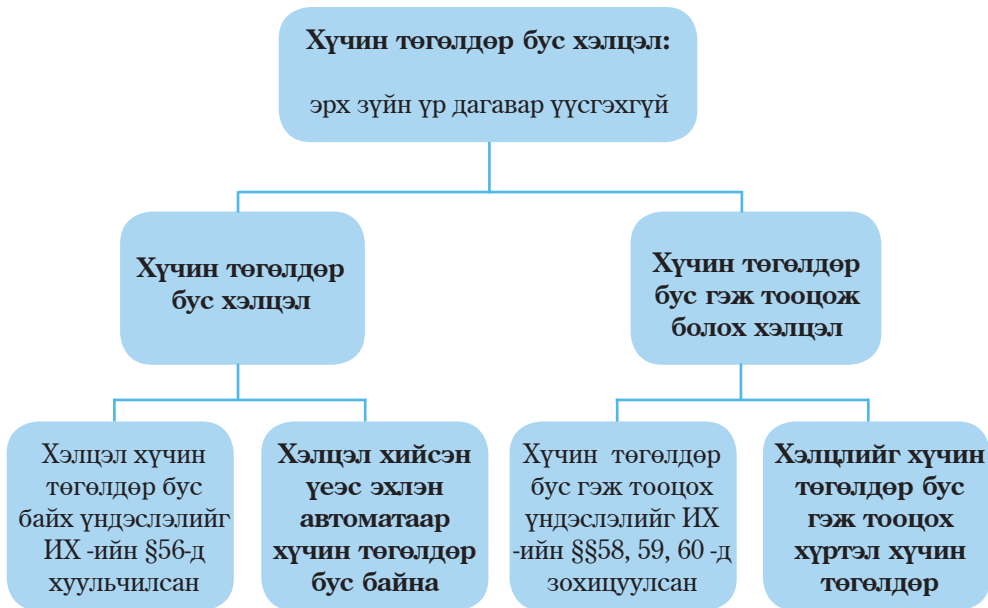 Хүчин төгөлдөр бус хэлцэл:
эрх зүйн үр дагавар үүсгэхгүй
Хүчин төгөлдөр
бус хэлцэл
Хүчин төгөлдөр
бус гэж тооцож
болох хэлцэл
Хэлцэл хүчин
төгөлдөр бус
байх үндэслэлийг
ИХ -ийн §56-д
хуульчилсан
Хэлцэл хийсэн
үеэс эхлэн
автоматаар
хүчин төгөлдөр
бус байна
Хүчин төгөлдөр
бус гэж тооцох
үндэслэлийг ИХ
-ийн §§58, 59, 60 -д
зохицуулсан
Хэлцлийг хүчин
төгөлдөр бус
гэж тооцох
хүртэл хүчин
төгөлдөр